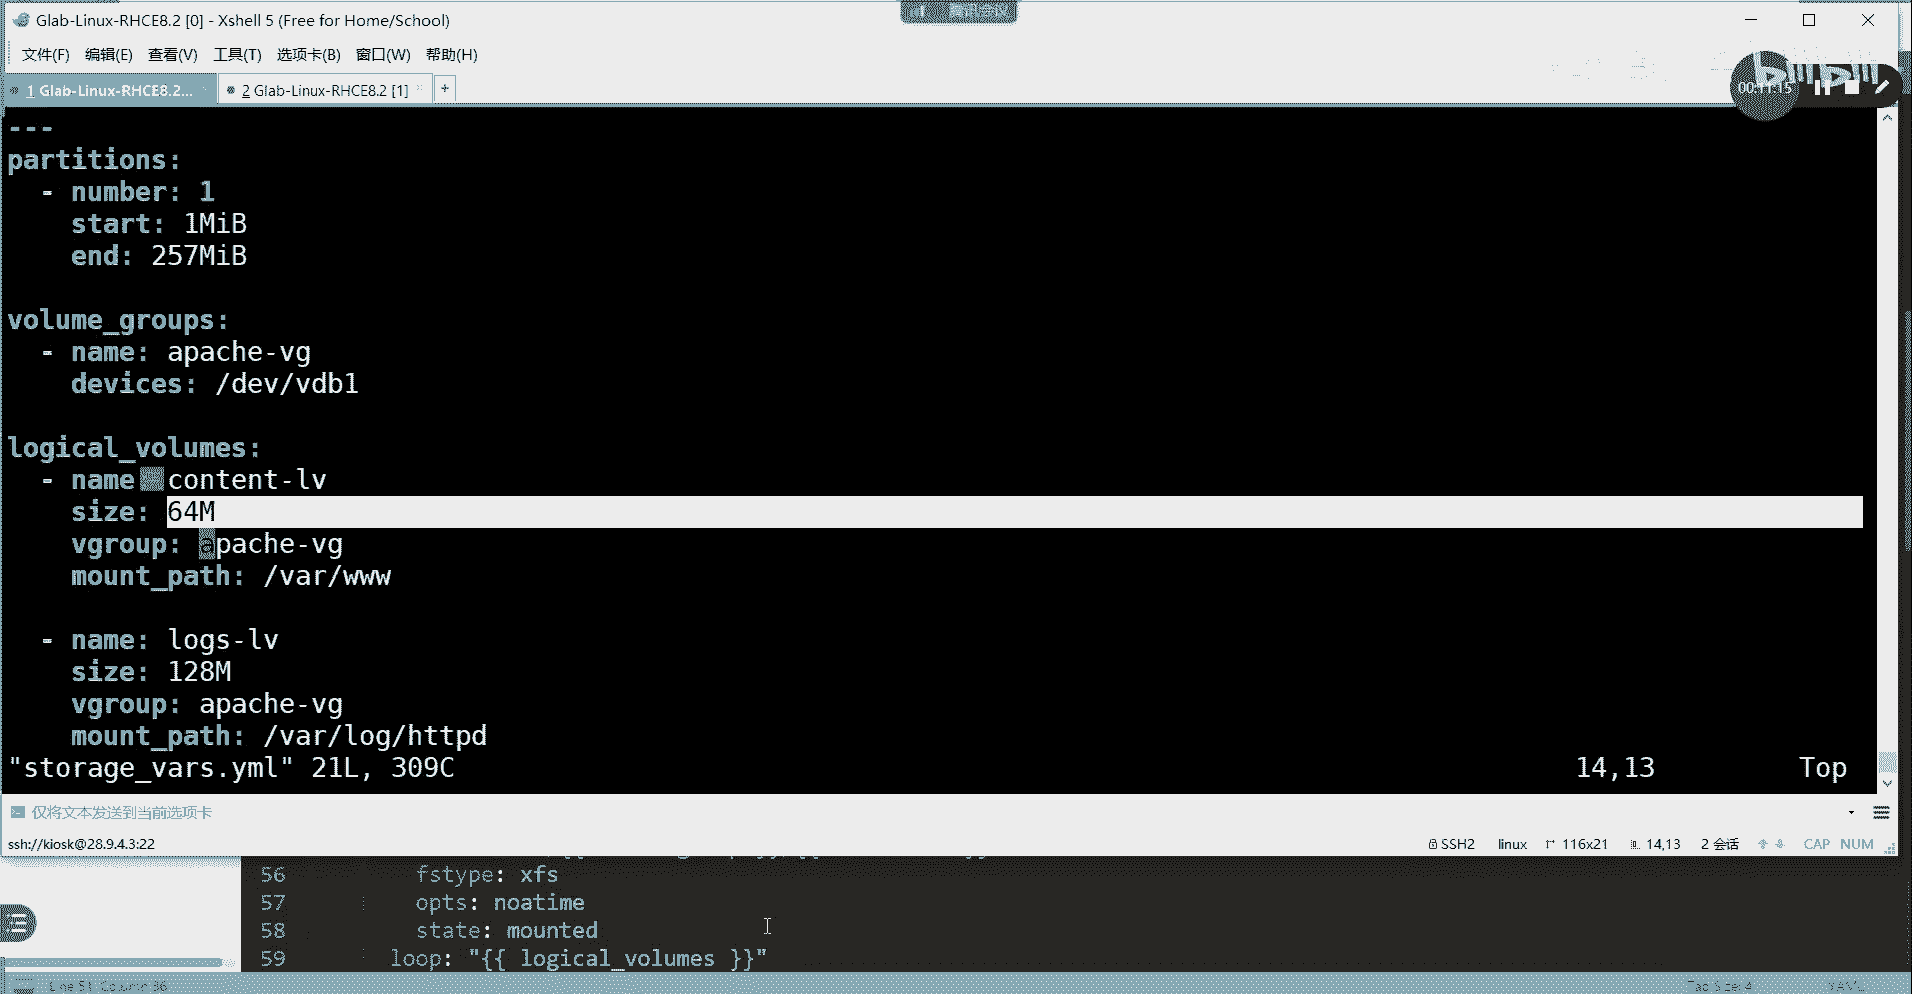 Glab-Linux-RHCE8.2 [0] - Xshell 5 (Free for Home/School)
文件(F) 编辑(E) 查看(V) 工具(T) 选项卡(B) 窗口(W) 帮助(H)
1 Glab-Linux-RHCE8.2... 2 Glab-Linux-RHCE8.2 [1] +
00:11:15
---
partitions:
- number: 1
start: 1MiB
end: 257MiB
volume_groups:
- name: apache-vg
devices: /dev/vdb1
logical_volumes:
- name content-lv
size: 64M
vgroup: apache-vg
mount_path: /var/www
- name: logs-lv
size: 128M
vgroup: apache-vg
mount_path: /var/log/httpd
"storage_vars.yml" 21L, 309C 14,13 Top
仅将文本发送到当前选项卡
ssh://kiosk@28.9.4.3:22 SSH2 linux 116x21 14,13 2 会话 CAP NUM
56 fstype: xfs
57 opts: noatime
58 state: mounted
59 loop: "{{ logical_volumes }}"
Line 51, Column 36 Tab Size: 4 YAML